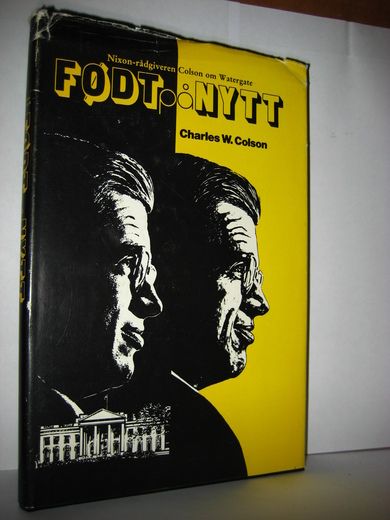 Nixon-rådgiveren Colson om Watergate
FØDT på NYTT
Charles W. Colson